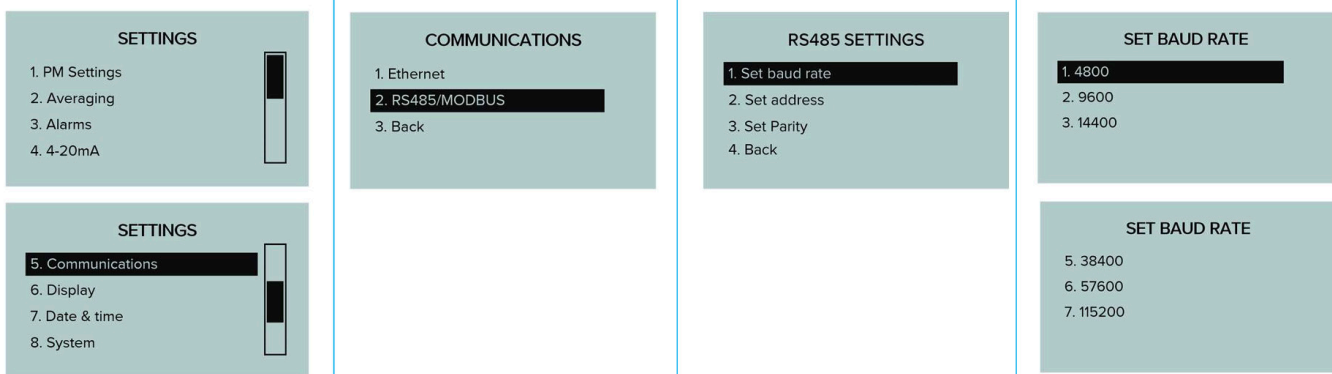 SETTINGS
1. PM Settings
2. Averaging
3. Alarms
4. 4-20mA
SETTINGS
5. Communications
6. Display
7. Date & time
8. System
COMMUNICATIONS
1. Ethernet
2. RS485/MODBUS
3. Back
RS485 SETTINGS
1. Set baud rate
2. Set address
3. Set Parity
4. Back
SET BAUD RATE
1. 4800
2. 9600
3. 14400
SET BAUD RATE
5. 38400
6. 57600
7. 115200